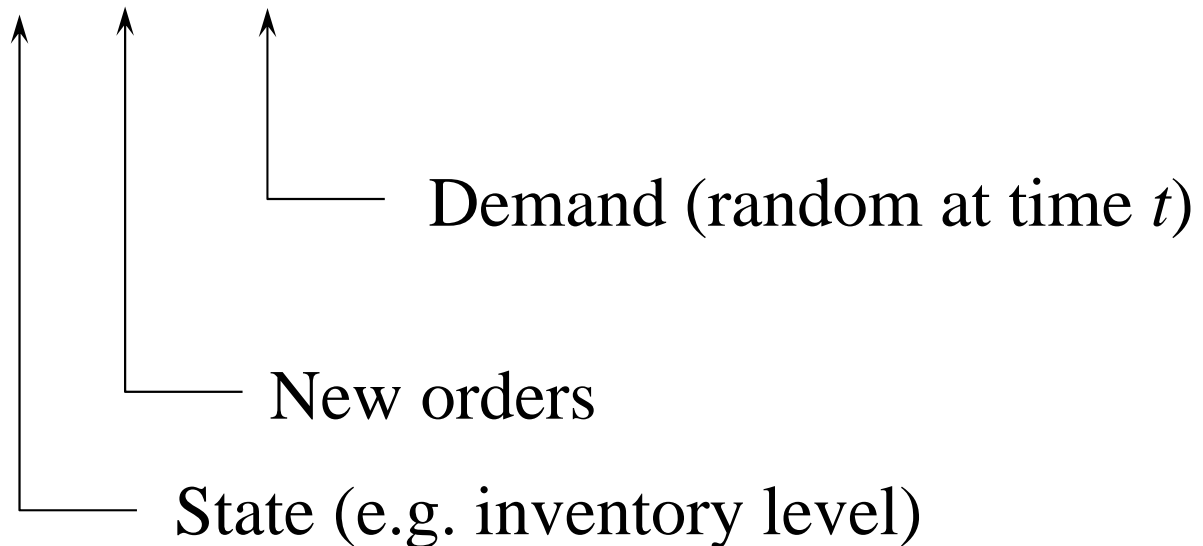 Demand (random at time t)
New orders
State (e.g. inventory level)